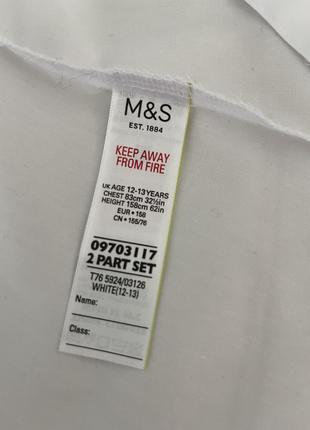 M&S
EST. 1884
KEEP AWAY
FROM FIRE
UK AGE 12-13 YEARS
CHEST 83cm 32½in
HEIGHT 158cm 62in
EUR • 158
CN • 155/76
09703117
2 PART SET
T76 5924/03126
WHITE(12-13)
Name:
Class: